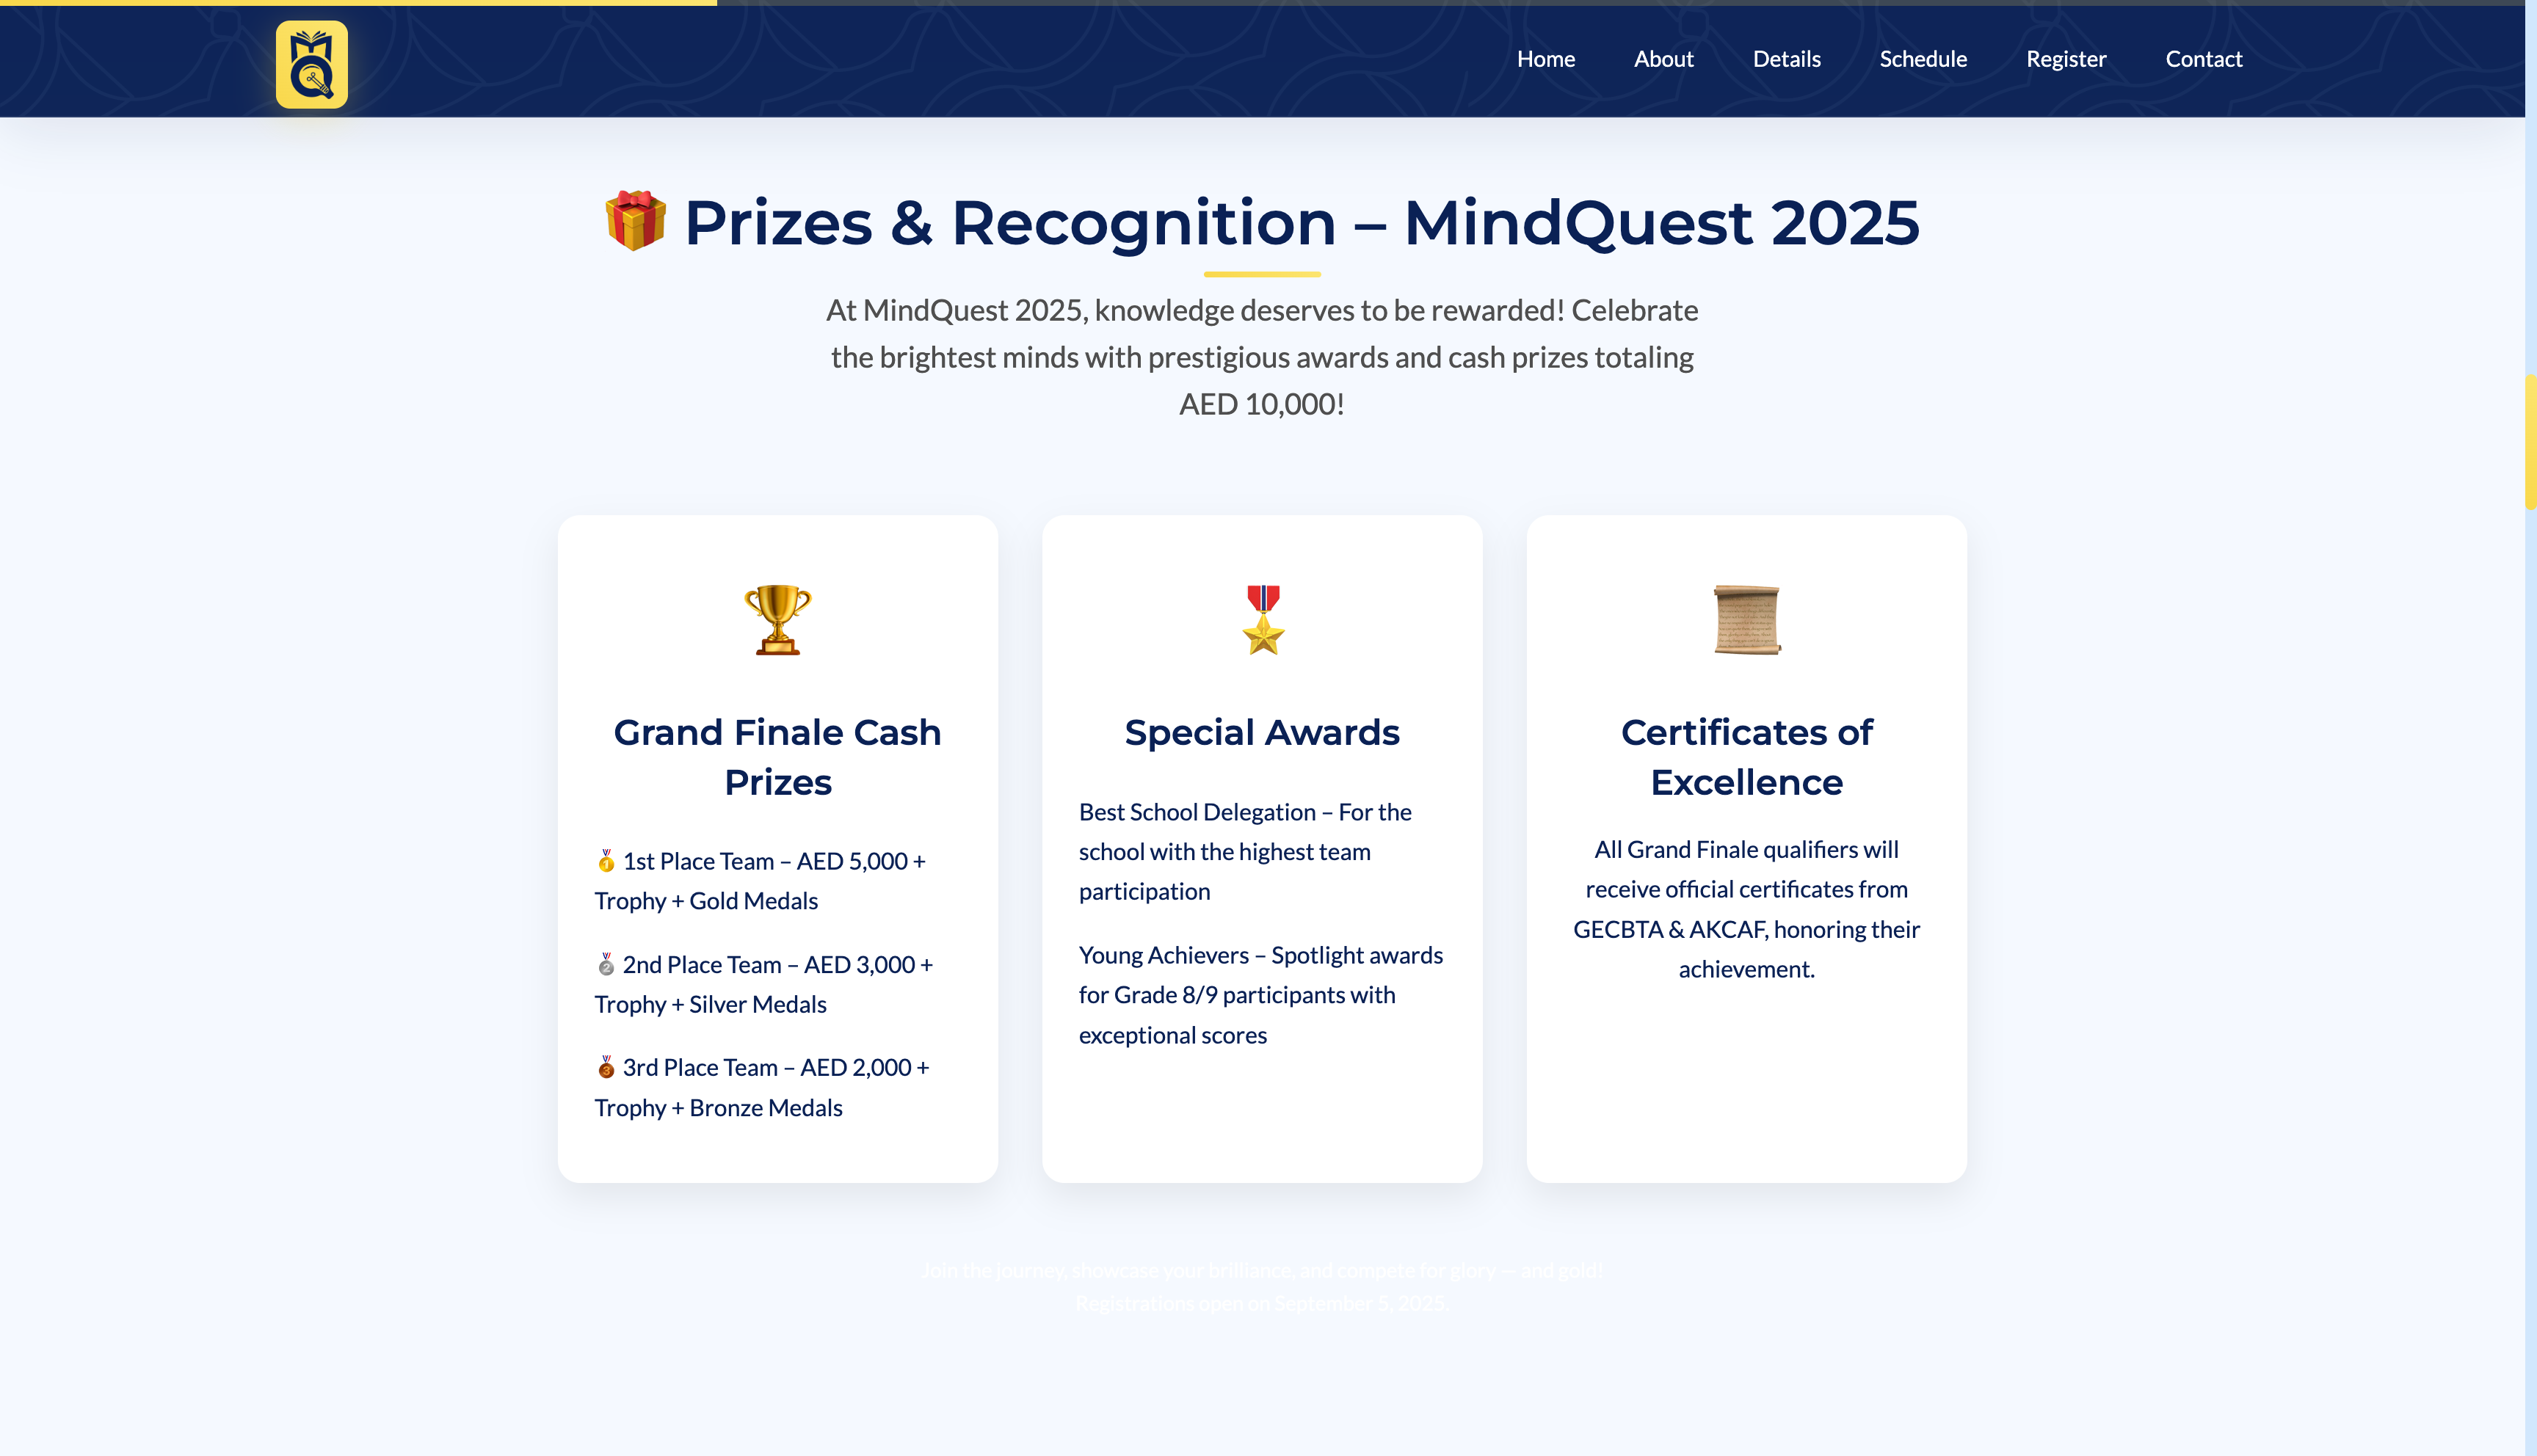 Home About Details Schedule Register Contact
🎁 Prizes & Recognition – MindQuest 2025
At MindQuest 2025, knowledge deserves to be rewarded! Celebrate
the brightest minds with prestigious awards and cash prizes totaling
AED 10,000!
Grand Finale Cash
Prizes
🥇 1st Place Team – AED 5,000 +
Trophy + Gold Medals
🥈 2nd Place Team – AED 3,000 +
Trophy + Silver Medals
🥉 3rd Place Team – AED 2,000 +
Trophy + Bronze Medals
Special Awards
Best School Delegation – For the
school with the highest team
participation
Young Achievers – Spotlight awards
for Grade 8/9 participants with
exceptional scores
Certificates of
Excellence
All Grand Finale qualifiers will
receive official certificates from
GECBTA & AKCAF, honoring their
achievement.
Join the journey, showcase your brilliance, and compete for glory — and gold!
Registrations open on September 5, 2025.